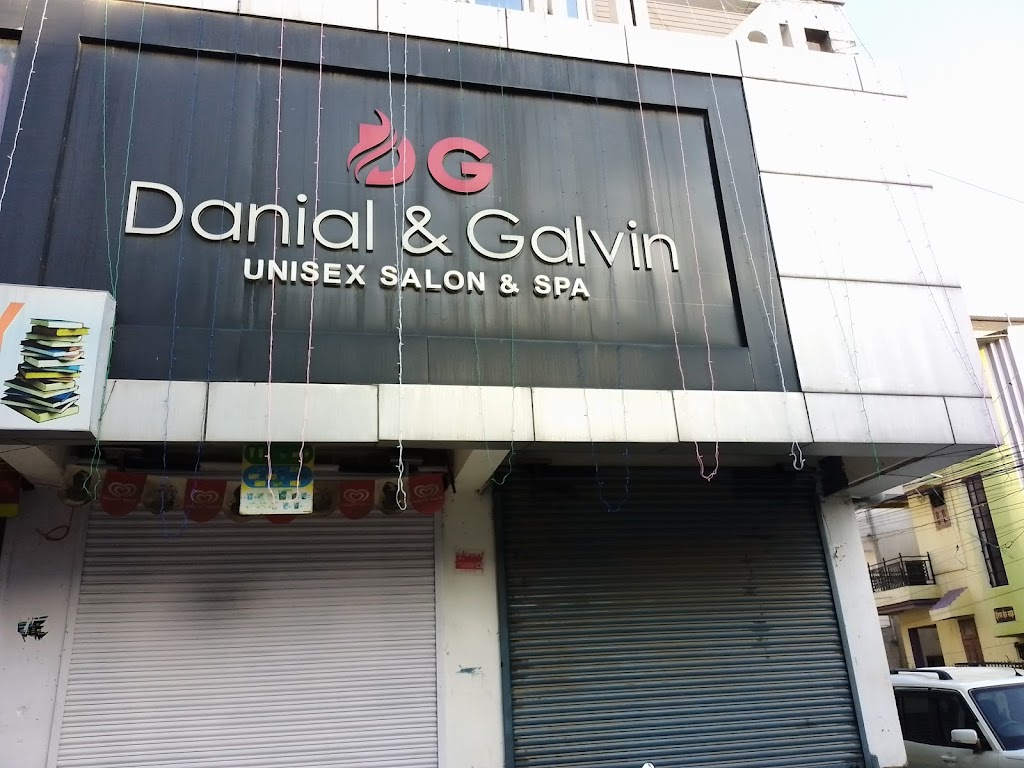 DG
Danial & Galvin
UNISEX SALON & SPA